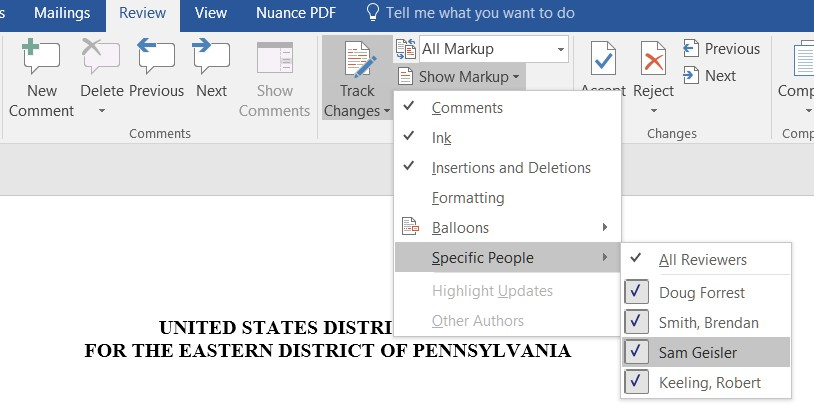 s Mailings Review View Nuance PDF Tell me what you want to do
New Comment
Delete
Previous
Next
Show Comments
Comments
Track Changes
All Markup
Show Markup
Comments
Ink
Insertions and Deletions
Formatting
Balloons
Specific People
Highlight Updates
Other Authors
All Reviewers
Doug Forrest
Smith, Brendan
Sam Geisler
Keeling, Robert
Accept
Reject
Previous
Next
Changes
Comp
Comp
UNITED STATES DISTRI
FOR THE EASTERN DISTRICT OF PENNSYLVANIA